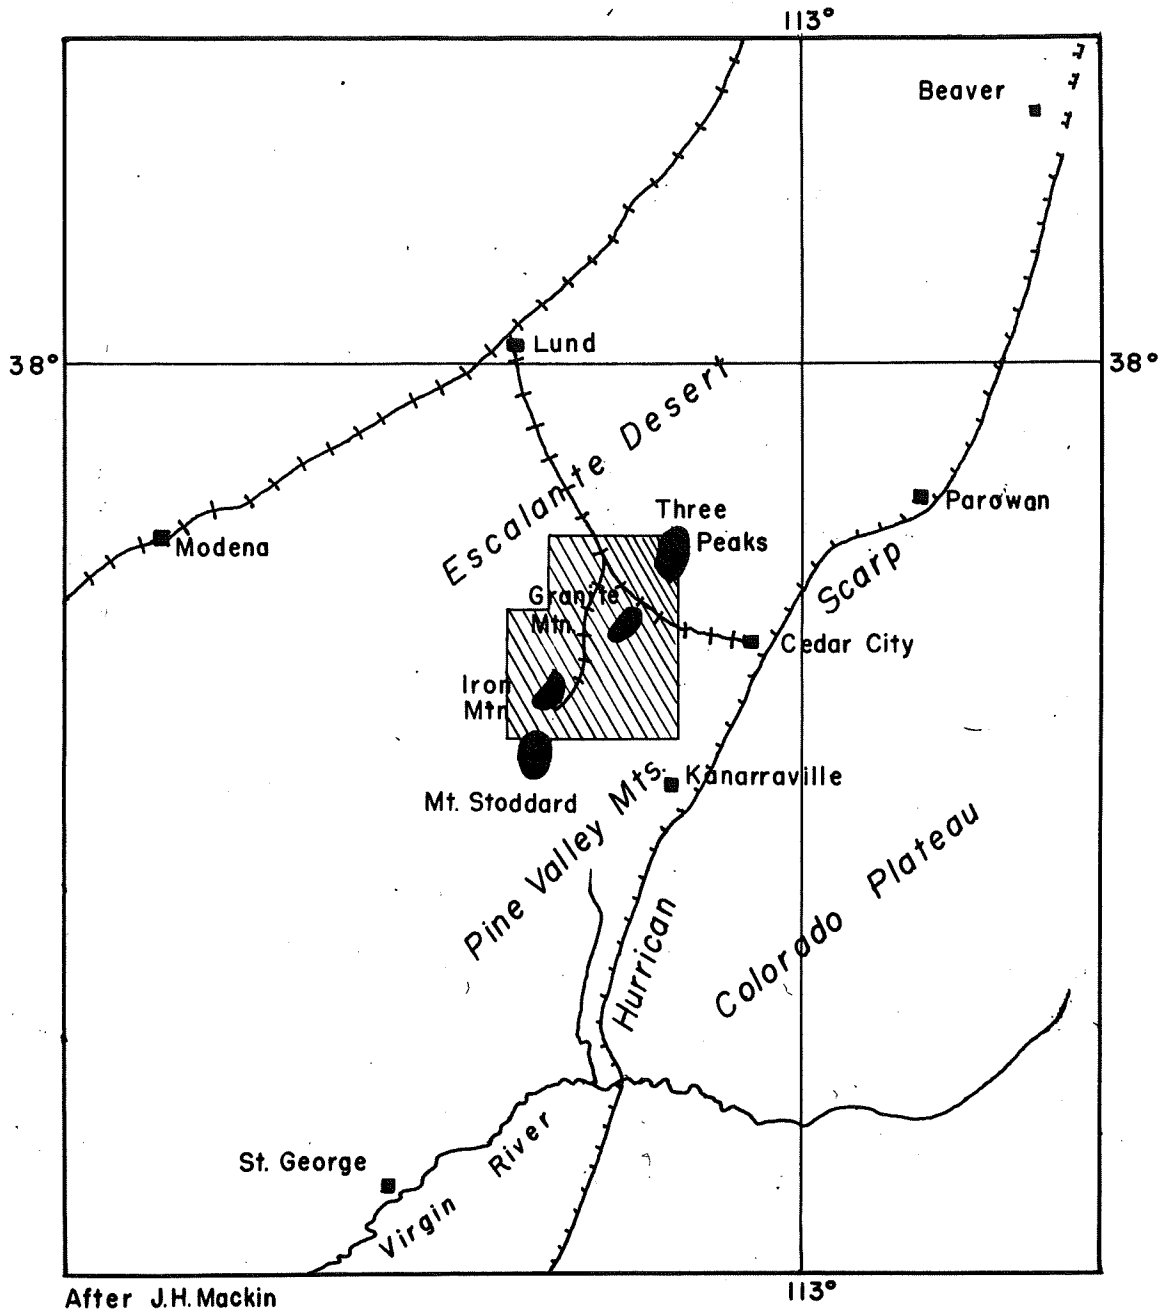 113°
Beaver
Lund
38°
38°
Escalante Desert
Three
Peaks
Parowan
Modena
Granite
Mtn.
Scarp
Cedar City
Iron
Mtn
Kanarraville
Mt. Stoddard
Pine Valley Mts.
Colorado Plateau
Hurrican
St. George
Virgin River
113°
After J.H. Mackin